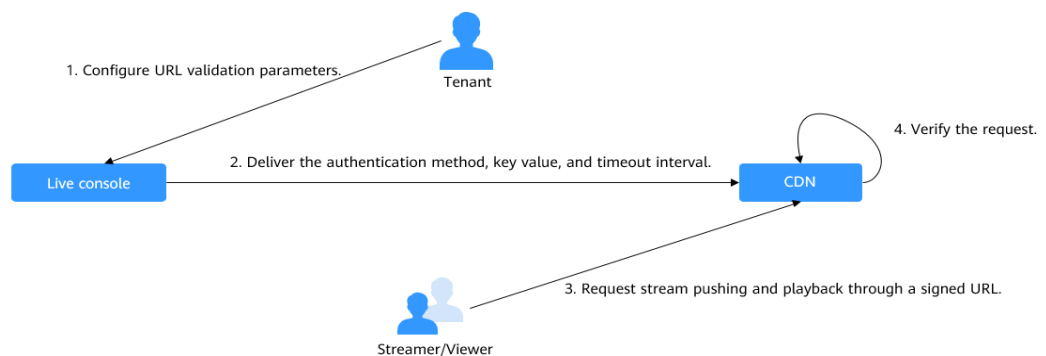 Tenant
1. Configure URL validation parameters.
4. Verify the request.
2. Deliver the authentication method, key value, and timeout interval.
Live console
CDN
3. Request stream pushing and playback through a signed URL.
Streamer/Viewer